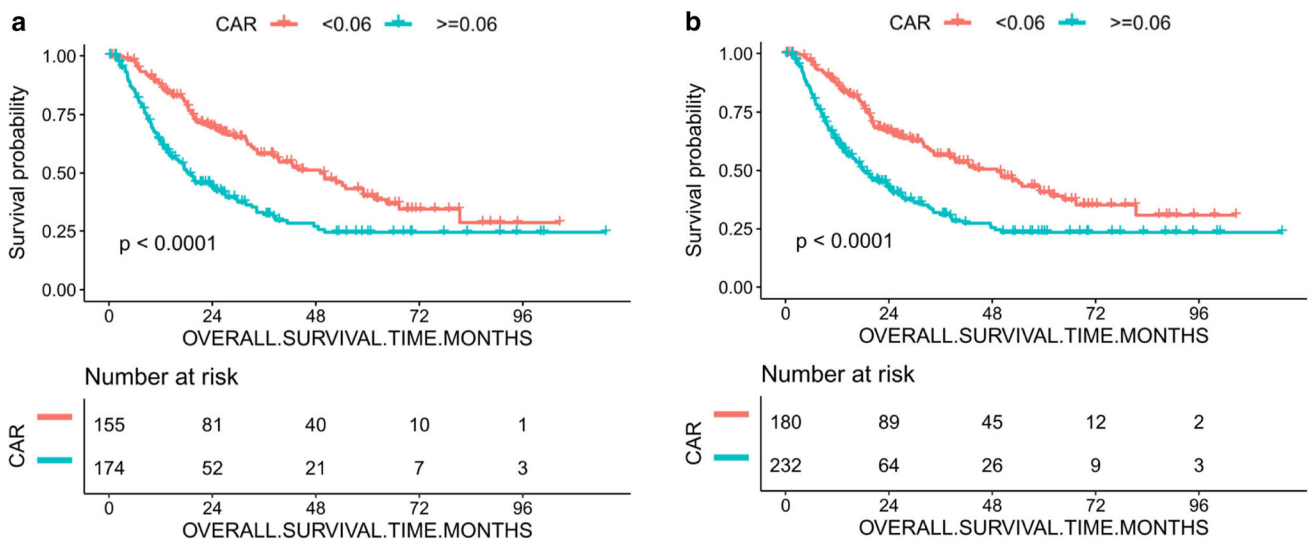 a
CAR <0.06 >=0.06
Survival probability
1.00
0.75
0.50
0.25
0.00
p < 0.0001
0 24 48 72 96
OVERALL.SURVIVAL.TIME.MONTHS
Number at risk
CAR
155 81 40 10 1
174 52 21 7 3
0 24 48 72 96
OVERALL.SURVIVAL.TIME.MONTHS
b
CAR <0.06 >=0.06
Survival probability
1.00
0.75
0.50
0.25
0.00
p < 0.0001
0 24 48 72 96
OVERALL.SURVIVAL.TIME.MONTHS
Number at risk
CAR
180 89 45 12 2
232 64 26 9 3
0 24 48 72 96
OVERALL.SURVIVAL.TIME.MONTHS